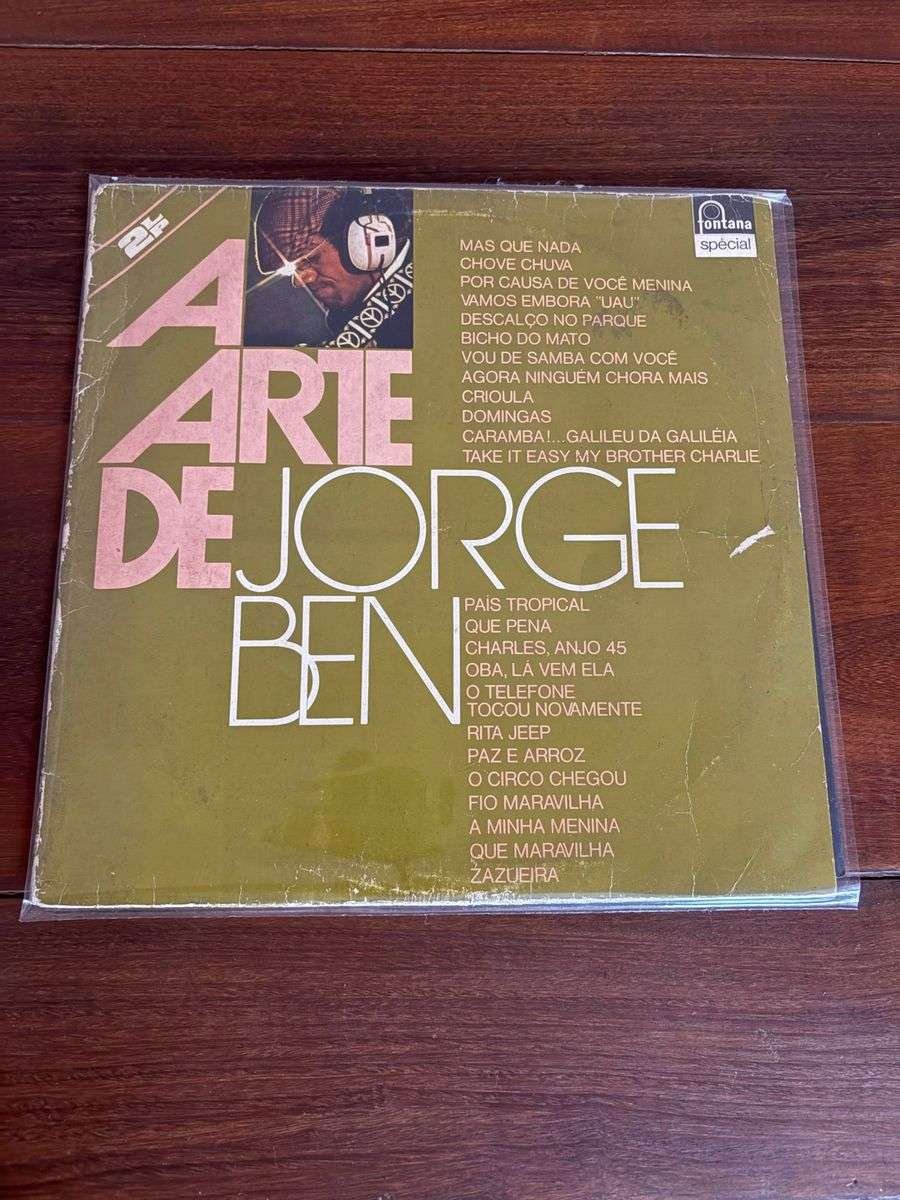 2 LP
fontana
spécial
A
ARTE
DE JORGE
BEN
MAS QUE NADA
CHOVE CHUVA
POR CAUSA DE VOCÊ MENINA
VAMOS EMBORA "UAU"
DESCALÇO NO PARQUE
BICHO DO MATO
VOU DE SAMBA COM VOCÊ
AGORA NINGUÉM CHORA MAIS
CRIOULA
DOMINGAS
CARAMBA!...GALILEU DA GALILÉIA
TAKE IT EASY MY BROTHER CHARLIE
PAÍS TROPICAL
QUE PENA
CHARLES, ANJO 45
OBA, LÁ VEM ELA
O TELEFONE
TOCOU NOVAMENTE
RITA JEEP
PAZ E ARROZ
O CIRCO CHEGOU
FIO MARAVILHA
A MINHA MENINA
QUE MARAVILHA
ZAZUEIRA